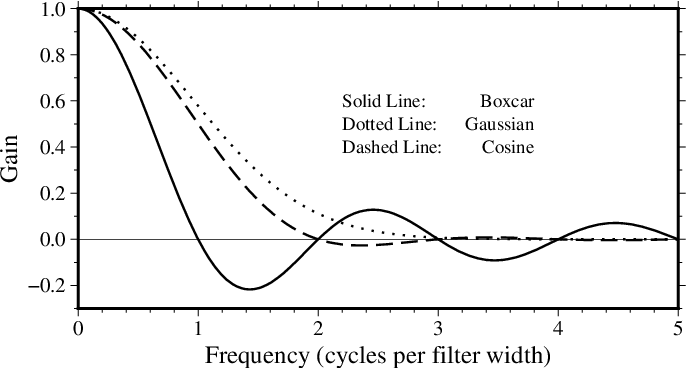 1.0
0.8
0.6
0.4
0.2
0.0
−0.2
Gain
Solid Line: Boxcar
Dotted Line: Gaussian
Dashed Line: Cosine
0 1 2 3 4 5
Frequency (cycles per filter width)